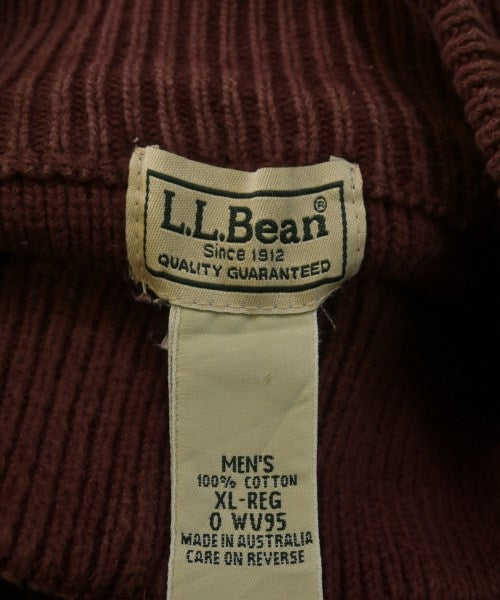 L.L.Bean®
Since 1912
QUALITY GUARANTEED
MEN'S
100% COTTON
XL-REG
0 WV95
MADE IN AUSTRALIA
CARE ON REVERSE